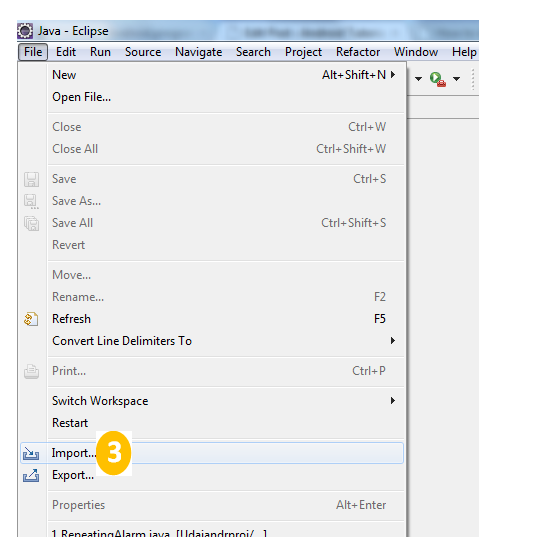 Java - Eclipse
File Edit Run Source Navigate Search Project Refactor Window Help
New Alt+Shift+N
Open File...
Close Ctrl+W
Close All Ctrl+Shift+W
Save Ctrl+S
Save As...
Save All Ctrl+Shift+S
Revert
Move...
Rename... F2
Refresh F5
Convert Line Delimiters To
Print... Ctrl+P
Switch Workspace
Restart
Import... 3
Export...
Properties Alt+Enter
1 RepeatingAlarm.java [Udajandrproj/...]